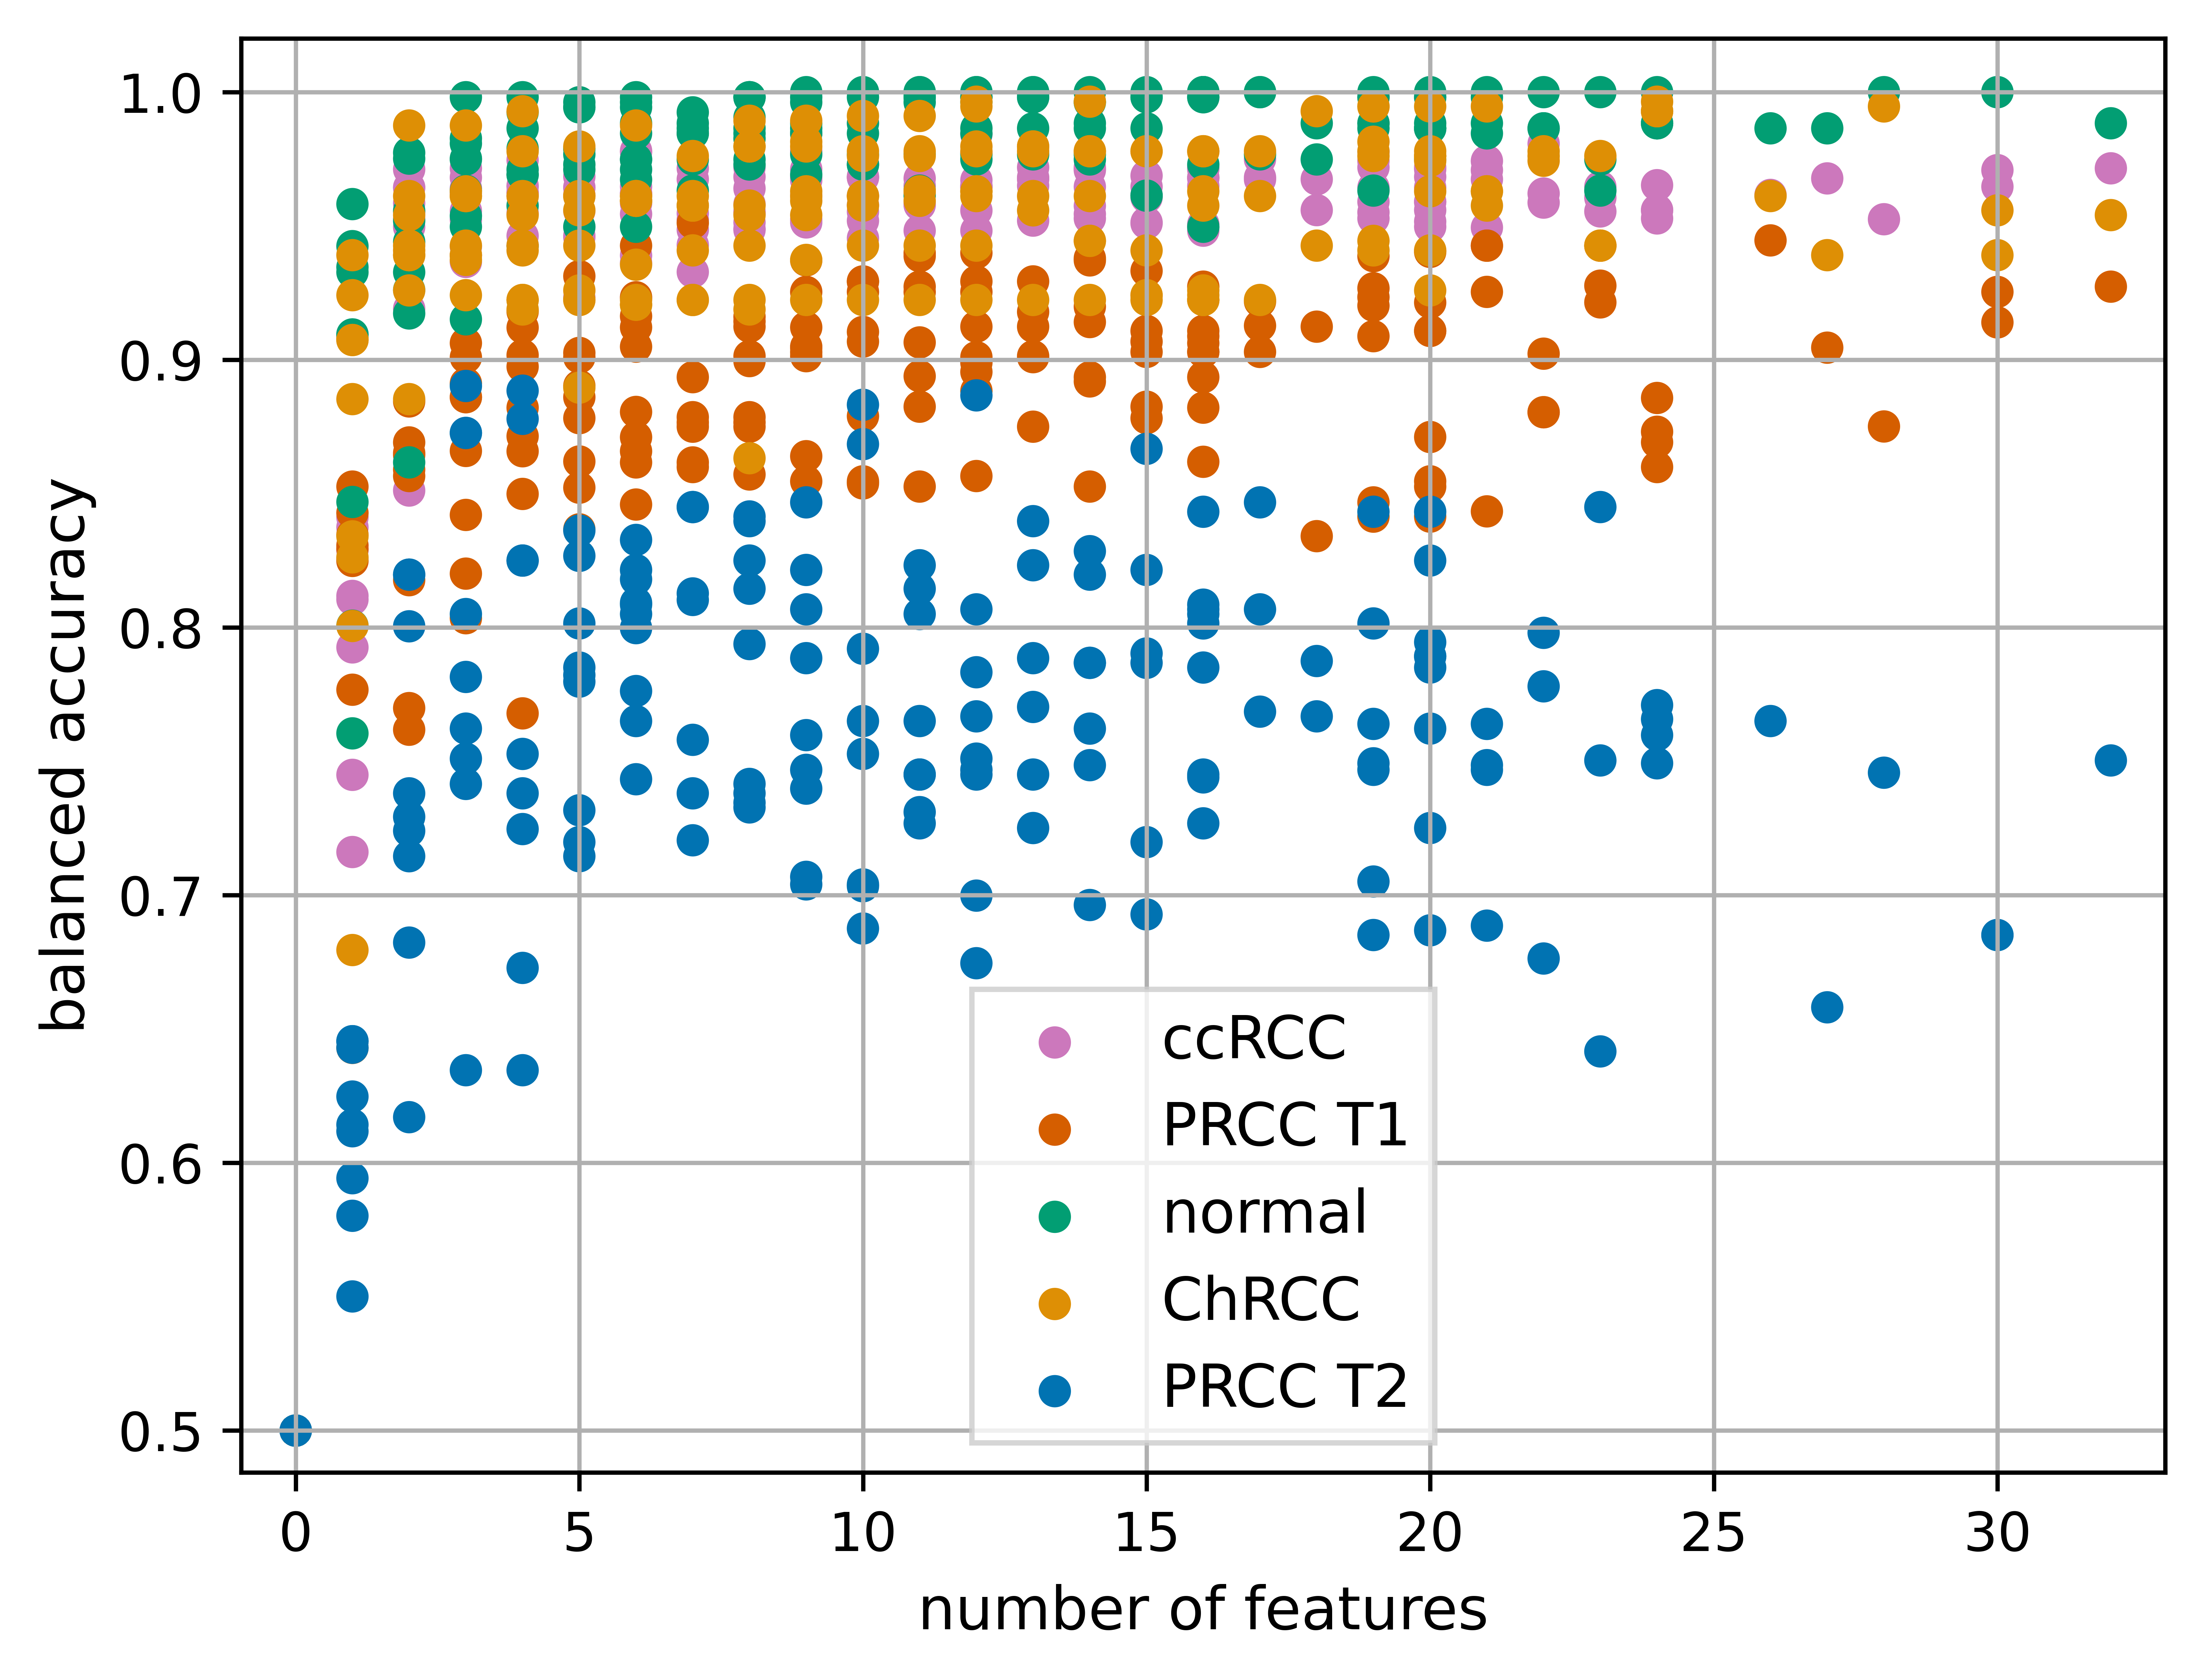 balanced accuracy
1.0
0.9
0.8
0.7
0.6
0.5
ccRCC
PRCC T1
normal
ChRCC
PRCC T2
0 5 10 15 20 25 30
number of features